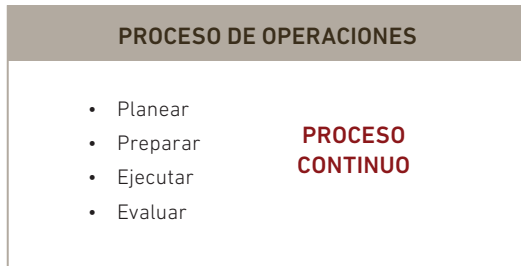 PROCESO DE OPERACIONES
• Planear
• Preparar
• Ejecutar
• Evaluar
PROCESO
CONTINUO